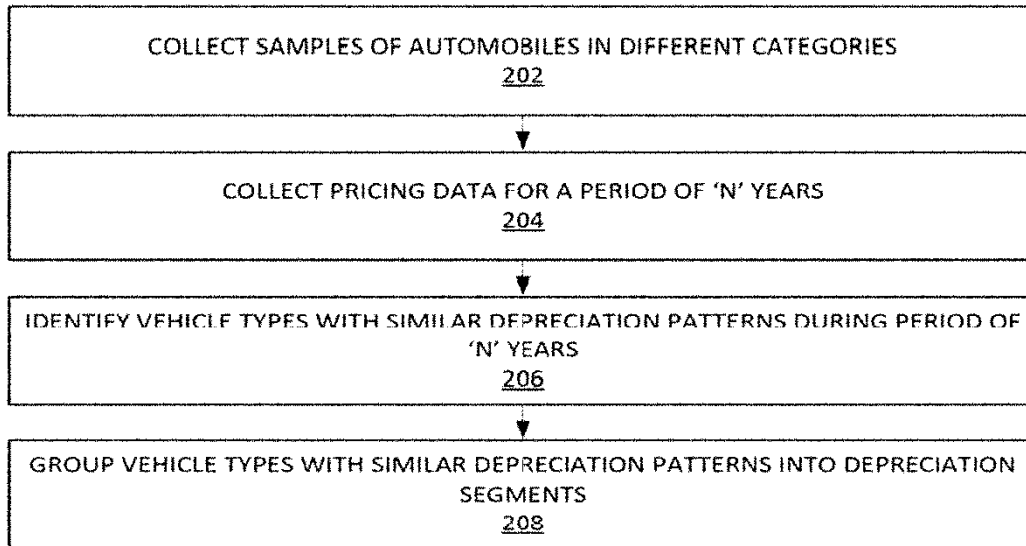 COLLECT SAMPLES OF AUTOMOBILES IN DIFFERENT CATEGORIES
202
COLLECT PRICING DATA FOR A PERIOD OF ‘N’ YEARS
204
IDENTIFY VEHICLE TYPES WITH SIMILAR DEPRECIATION PATTERNS DURING PERIOD OF
‘N’ YEARS
206
GROUP VEHICLE TYPES WITH SIMILAR DEPRECIATION PATTERNS INTO DEPRECIATION
SEGMENTS
208